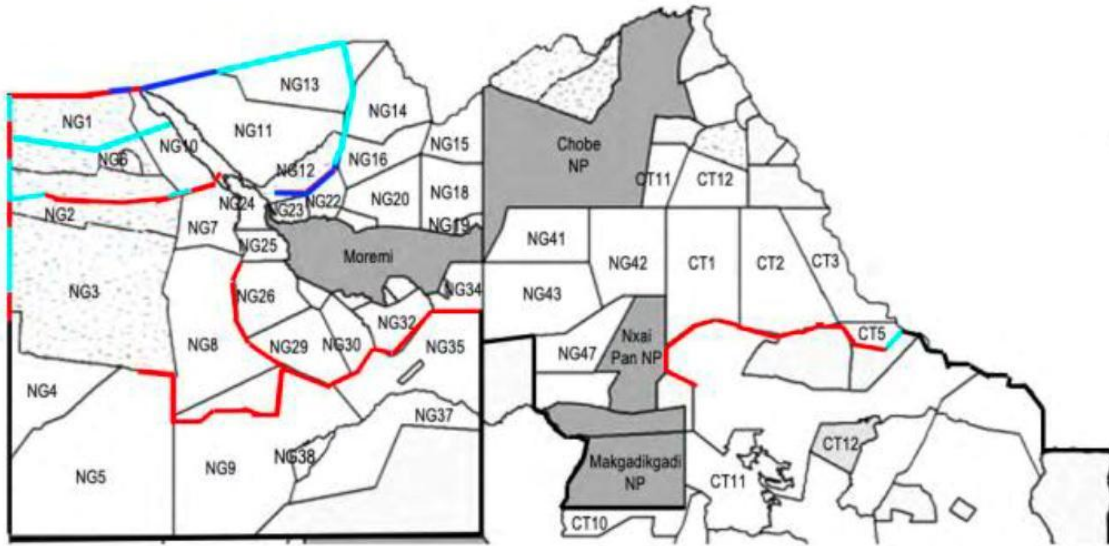 NG13
NG1
NG14
NG11
NG10
NG15
Chobe
NP
NG6
NG16
NG12
CT11
CT12
NG20
NG18
NG24
NG22
NG2
NG23
NG19
NG7
NG25
NG41
Moremi
NG42
CT1
CT2
CT3
NG3
NG26
NG34
NG43
NG32
Nxai
Pan NP
CT5
NG8
NG29
NG30
NG35
NG47
NG4
NG37
CT12
NG38
NG5
NG9
Makgadikgadi
NP
CT11
CT10